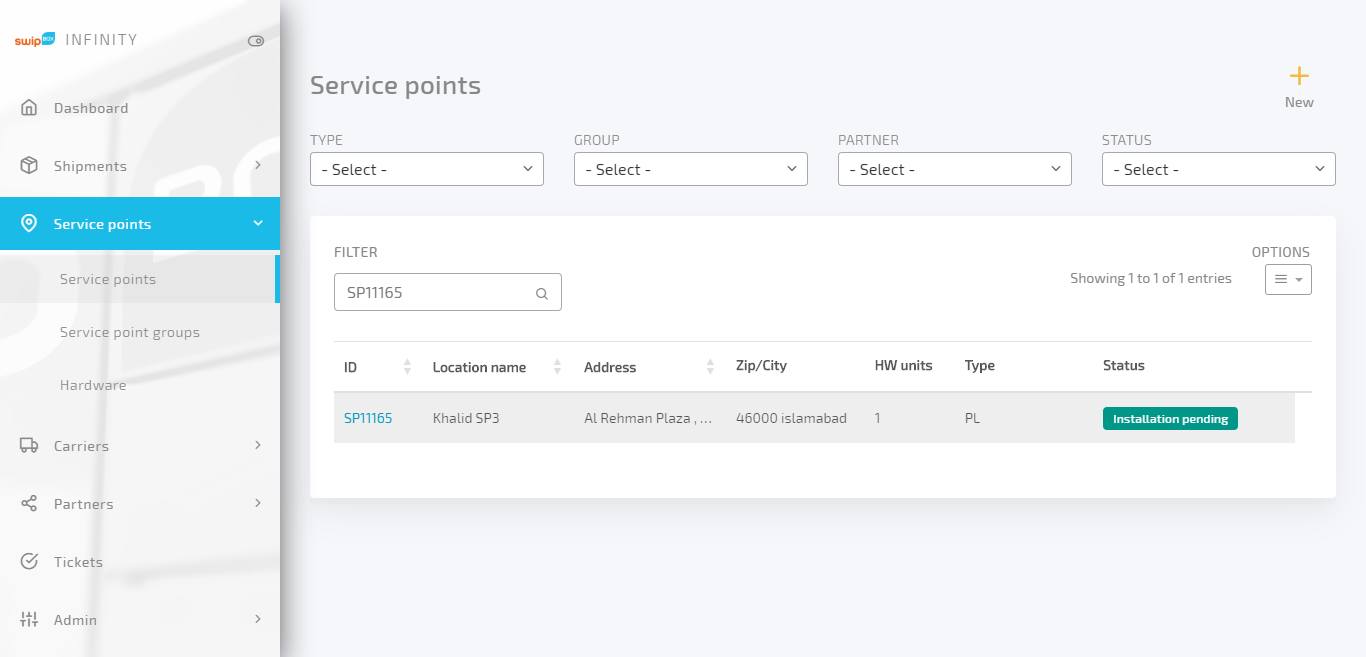 swipBOX INFINITY
Dashboard
Shipments
Service points
Service points
Service point groups
Hardware
Carriers
Partners
Tickets
Admin
Service points
New
TYPE GROUP PARTNER STATUS
- Select - - Select - - Select - - Select -
FILTER OPTIONS
SP11165 Showing 1 to 1 of 1 entries
ID Location name Address Zip/City HW units Type Status
SP11165 Khalid SP3 Al Rehman Plaza , ... 46000 islamabad 1 PL Installation pending